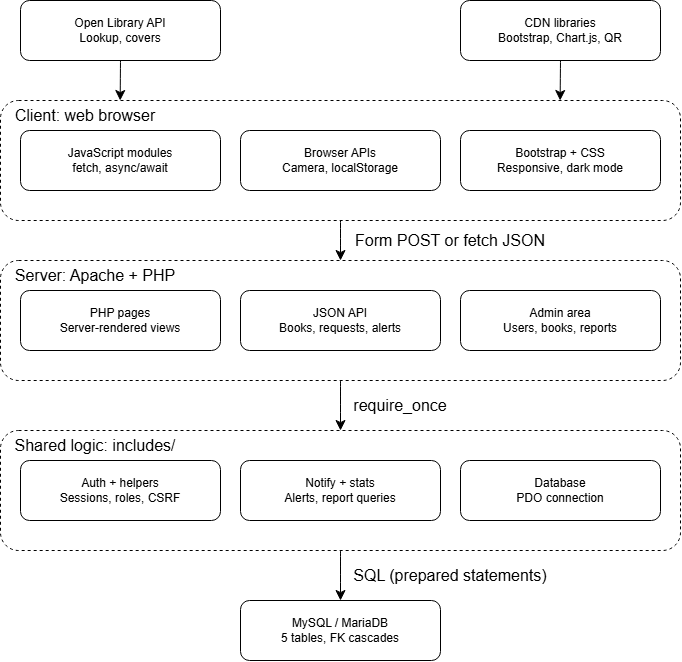 Open Library API
Lookup, covers
CDN libraries
Bootstrap, Chart.js, QR
Client: web browser
JavaScript modules
fetch, async/await
Browser APIs
Camera, localStorage
Bootstrap + CSS
Responsive, dark mode
Form POST or fetch JSON
Server: Apache + PHP
PHP pages
Server-rendered views
JSON API
Books, requests, alerts
Admin area
Users, books, reports
require_once
Shared logic: includes/
Auth + helpers
Sessions, roles, CSRF
Notify + stats
Alerts, report queries
Database
PDO connection
SQL (prepared statements)
MySQL / MariaDB
5 tables, FK cascades